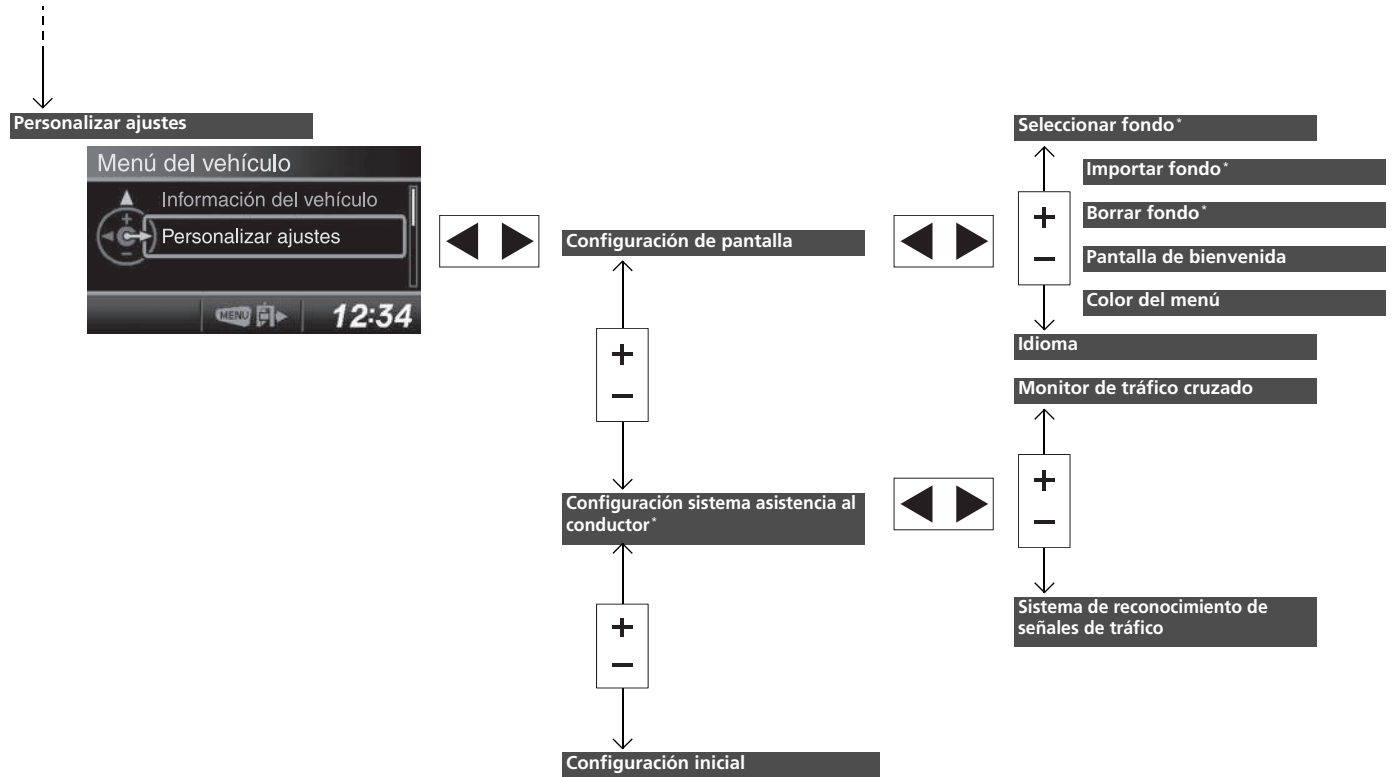 Personalizar ajustes
Menú del vehículo
Información del vehículo
Personalizar ajustes
MENU
12:34
Configuración de pantalla
+
−
Configuración sistema asistencia al
conductor*
+
−
Configuración inicial
Seleccionar fondo*
Importar fondo*
Borrar fondo*
Pantalla de bienvenida
Color del menú
+
−
Idioma
Monitor de tráfico cruzado
+
−
Sistema de reconocimiento de
señales de tráfico